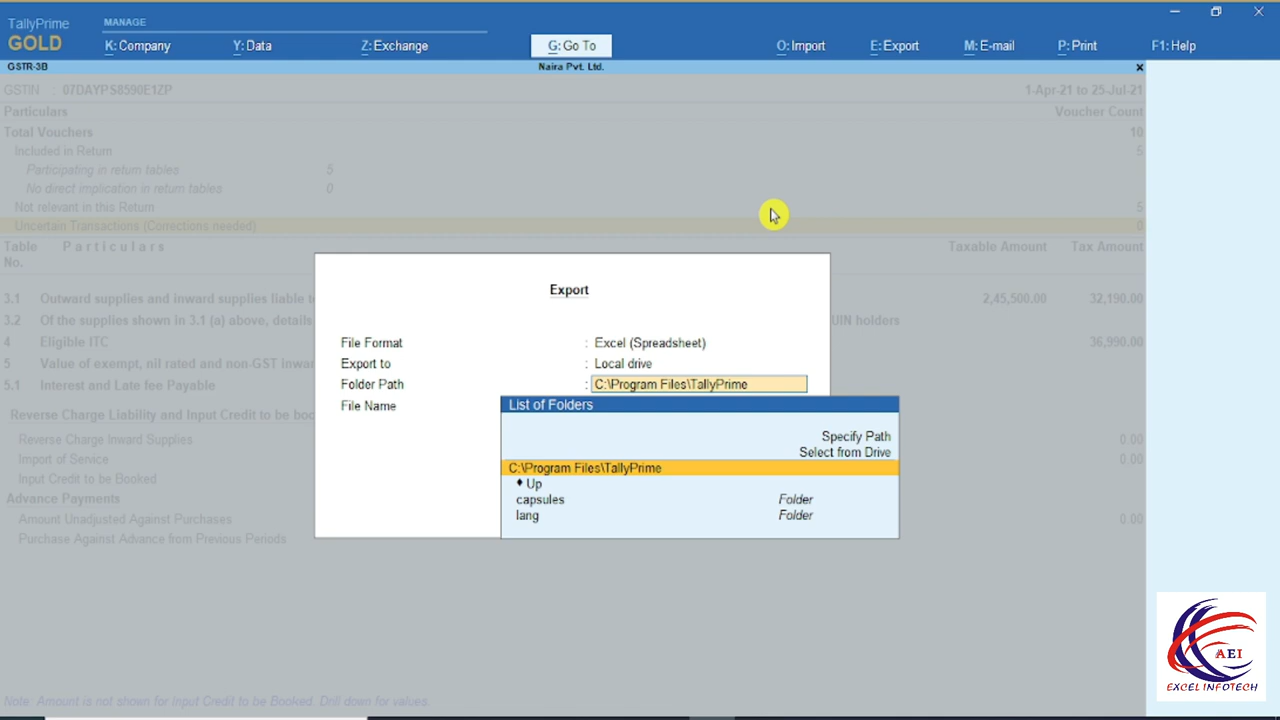 TallyPrime
GOLD
MANAGE
K: Company
Y: Data
Z: Exchange
G: Go To
O: Import
E: Export
M: E-mail
P: Print
F1: Help
GSTR-3B
Naira Pvt. Ltd.
GSTIN : 07DAYPS8590E1ZP
1-Apr-21 to 25-Jul-21
Particulars
Voucher Count
Total Vouchers 10
Included in Return 5
Participating in return tables 5
No direct implication in return tables 0
Not relevant in this Return 5
Uncertain Transactions (Corrections needed) 0
Table Particulars Taxable Amount Tax Amount
No.
3.1 Outward supplies and inward supplies liable t 2,45,500.00 32,190.00
3.2 Of the supplies shown in 3.1 (a) above, details UIN holders
4 Eligible ITC 36,990.00
5 Value of exempt, nil rated and non-GST Inwar
5.1 Interest and Late fee Payable
Reverse Charge Liability and Input Credit to be boo
Reverse Charge Inward Supplies 0.00
Import of Service 0.00
Input Credit to be Booked
Advance Payments
Amount Unadjusted Against Purchases 0.00
Purchase Against Advance from Previous Periods
Export
File Format : Excel (Spreadsheet)
Export to : Local drive
Folder Path : C:\Program Files\TallyPrime
File Name
List of Folders
Specify Path
Select from Drive
C:\Program Files\TallyPrime
♦ Up
capsules Folder
lang Folder
Note: Amount is not shown for Input Credit to be Booked. Drill down for values.
AEI
EXCEL INFOTECH